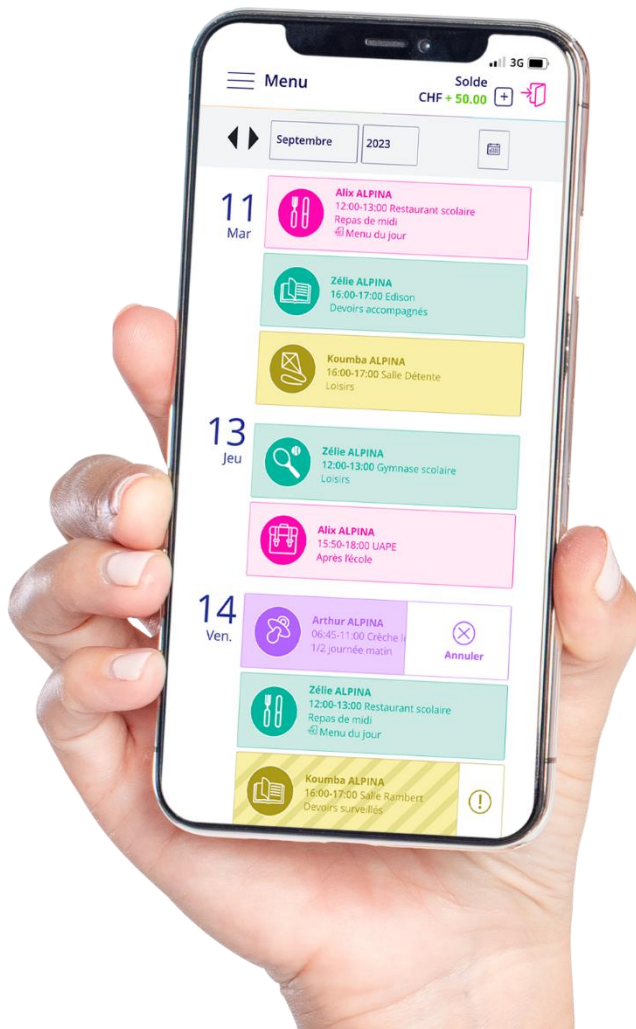 3G
Menu
Solde
CHF + 50.00
Septembre
2023
11
Mar
Alix ALPINA
12:00-13:00 Restaurant scolaire
Repas de midi
Menu du jour
Zélie ALPINA
16:00-17:00 Edison
Devoirs accompagnés
Koumba ALPINA
16:00-17:00 Salle Détente
Loisirs
13
Jeu
Zélie ALPINA
12:00-13:00 Gymnase scolaire
Loisirs
Alix ALPINA
15:50-18:00 UAPE
Après l'école
14
Ven.
Arthur ALPINA
06:45-11:00 Crèche
1/2 journée matin
Annuler
Zélie ALPINA
12:00-13:00 Restaurant scolaire
Repas de midi
Menu du jour
Koumba ALPINA
16:00-17:00 Salle Rambert
Devoirs surveillés